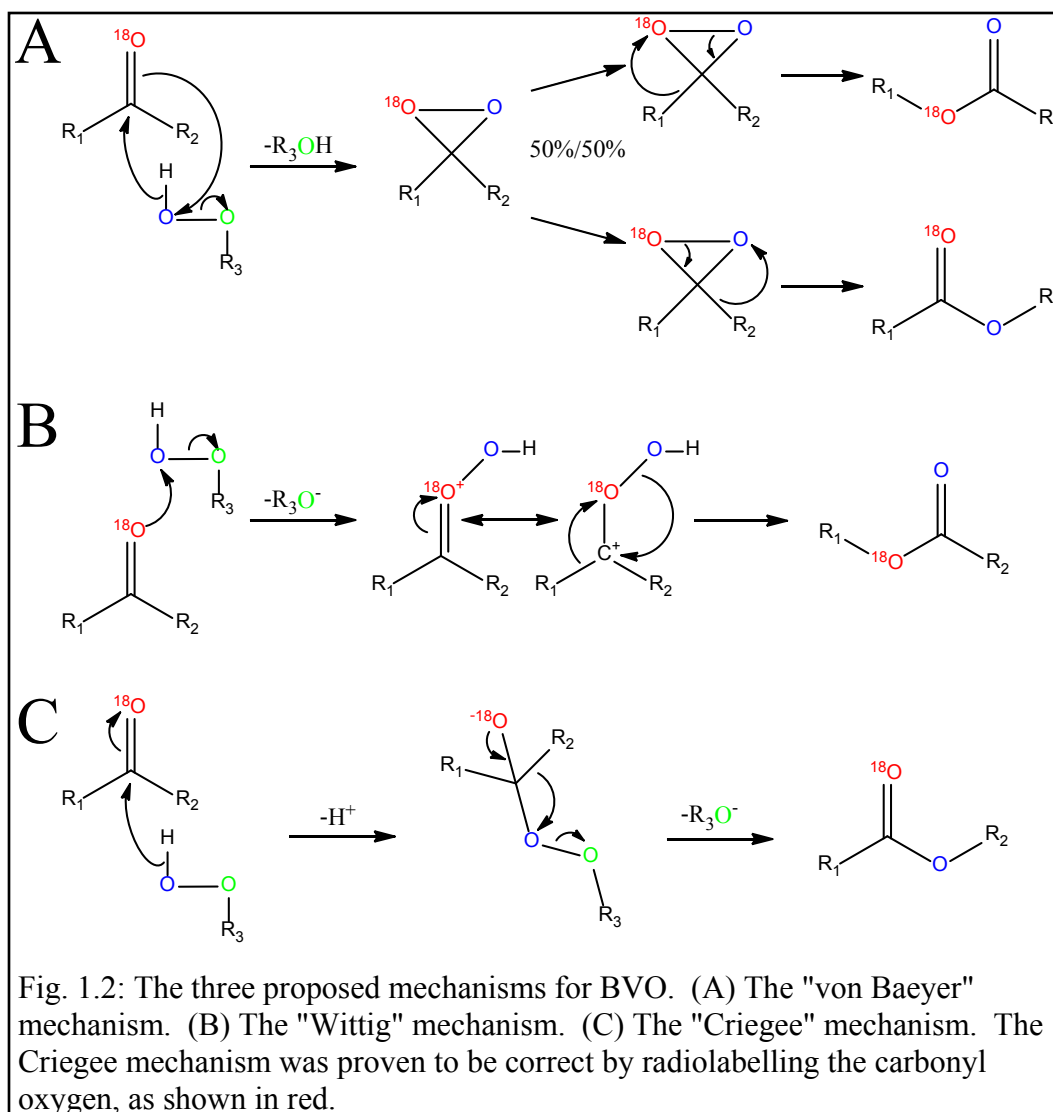 A
18O
R1 R2
H
O O
R3
-R3OH
18O O
R1 R2
50%/50%
18O O
R1 R2
O
R1 18O R
18O O
R1 R2
18O
R1 O R
B
H
O O
R3
18O
R1 R2
-R3O-
O H
18O+
R1 R2
O H
18O
C+
R1 R2
O
R1 18O R2
C
18O
R1 R2
H
O O
R3
-H+
-18O
R1 R2
O O
R3
-R3O-
18O
R1 O R2
Fig. 1.2: The three proposed mechanisms for BVO. (A) The "von Baeyer"
mechanism. (B) The "Wittig" mechanism. (C) The "Criegee" mechanism. The
Criegee mechanism was proven to be correct by radiolabelling the carbonyl
oxygen, as shown in red.